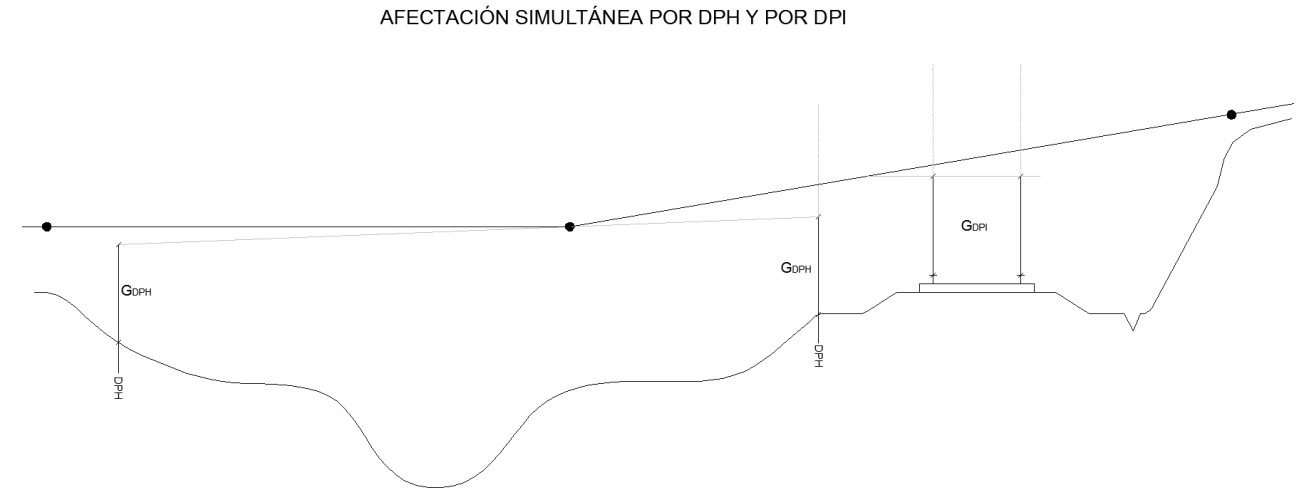 AFECTACIÓN SIMULTÁNEA POR DPH Y POR DPI
GDPI
GDPH
GDPH
DPH
DPH